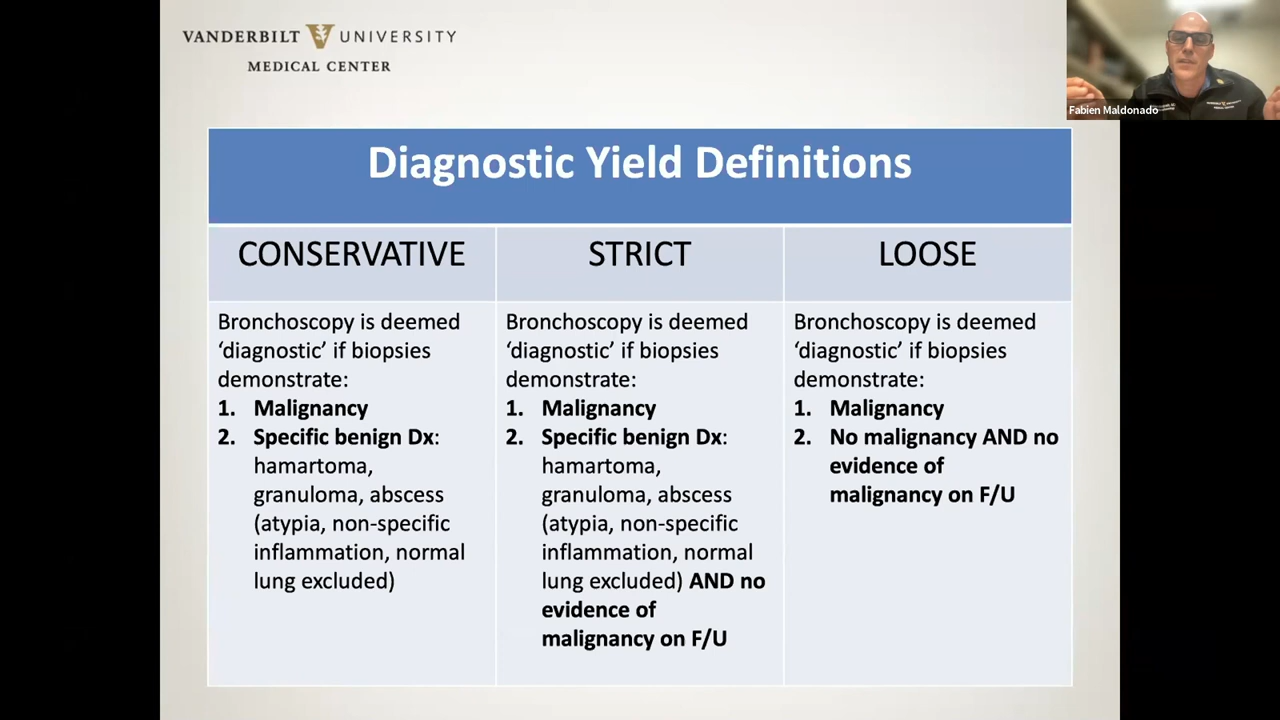 VANDERBILT UNIVERSITY
MEDICAL CENTER
Fabien Maldonado
Diagnostic Yield Definitions
CONSERVATIVE
Bronchoscopy is deemed
‘diagnostic’ if biopsies
demonstrate:
1. Malignancy
2. Specific benign Dx:
hamartoma,
granuloma, abscess
(atypia, non-specific
inflammation, normal
lung excluded)
STRICT
Bronchoscopy is deemed
‘diagnostic’ if biopsies
demonstrate:
1. Malignancy
2. Specific benign Dx:
hamartoma,
granuloma, abscess
(atypia, non-specific
inflammation, normal
lung excluded) AND no
evidence of
malignancy on F/U
LOOSE
Bronchoscopy is deemed
‘diagnostic’ if biopsies
demonstrate:
1. Malignancy
2. No malignancy AND no
evidence of
malignancy on F/U